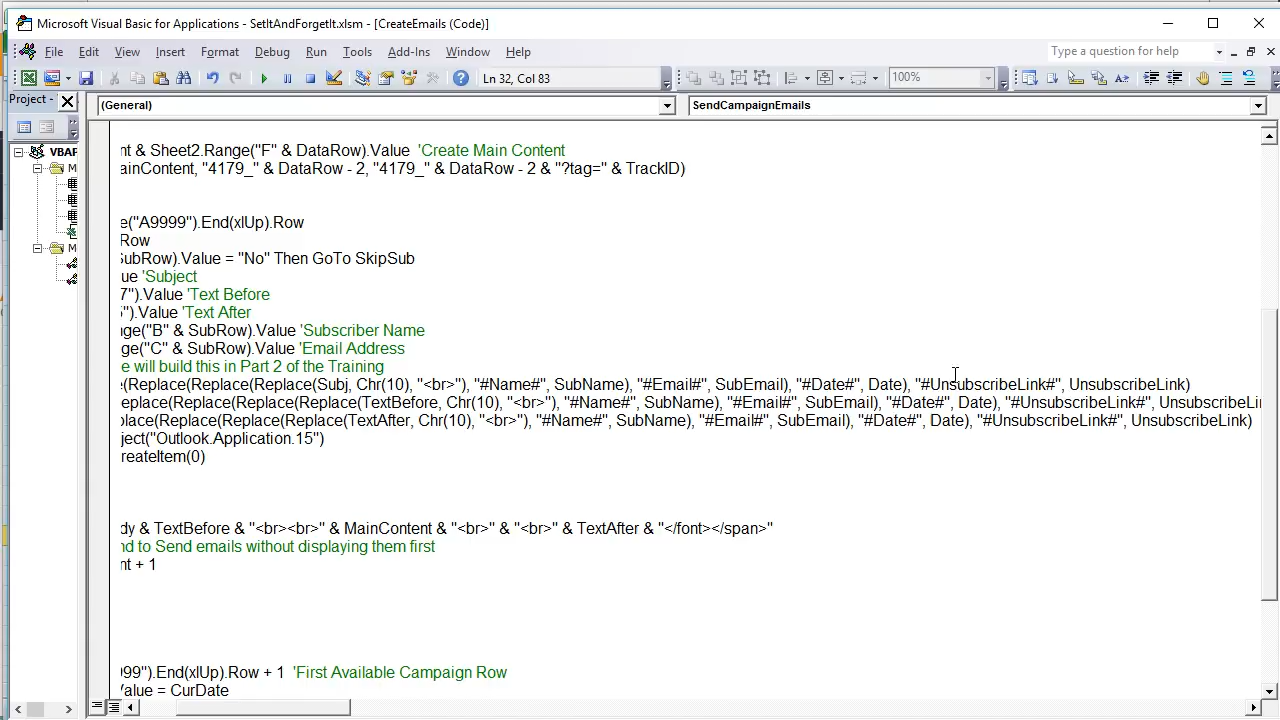 Microsoft Visual Basic for Applications - SetItAndForgetIt.xlsm - [CreateEmails (Code)]
File Edit View Insert Format Debug Run Tools Add-Ins Window Help
Type a question for help
Ln 32, Col 83
100%
Project -
(General)
SendCampaignEmails
VBAP
M
M
nt & Sheet2.Range("F" & DataRow).Value 'Create Main Content
ainContent, "4179_" & DataRow - 2, "4179_" & DataRow - 2 & "?tag=" & TrackID)
e("A9999").End(xlUp).Row
Row
SubRow).Value = "No" Then GoTo SkipSub
ue 'Subject
7").Value 'Text Before
").Value 'Text After
nge("B" & SubRow).Value 'Subscriber Name
ge("C" & SubRow).Value 'Email Address
e will build this in Part 2 of the Training
e(Replace(Replace(Replace(Subj, Chr(10), "<br>"), "#Name#", SubName), "#Email#", SubEmail), "#Date#", Date), "#UnsubscribeLink#", UnsubscribeLink)
eplace(Replace(Replace(Replace(TextBefore, Chr(10), "<br>"), "#Name#", SubName), "#Email#", SubEmail), "#Date#", Date), "#UnsubscribeLink#", UnsubscribeLi
place(Replace(Replace(Replace(TextAfter, Chr(10), "<br>"), "#Name#", SubName), "#Email#", SubEmail), "#Date#", Date), "#UnsubscribeLink#", UnsubscribeLink)
ject("Outlook.Application.15")
reateItem(0)
dy & TextBefore & "<br><br>" & MainContent & "<br>" & "<br>" & TextAfter & "</font></span>"
nd to Send emails without displaying them first
nt + 1
999").End(xlUp).Row + 1 'First Available Campaign Row
Value = CurDate